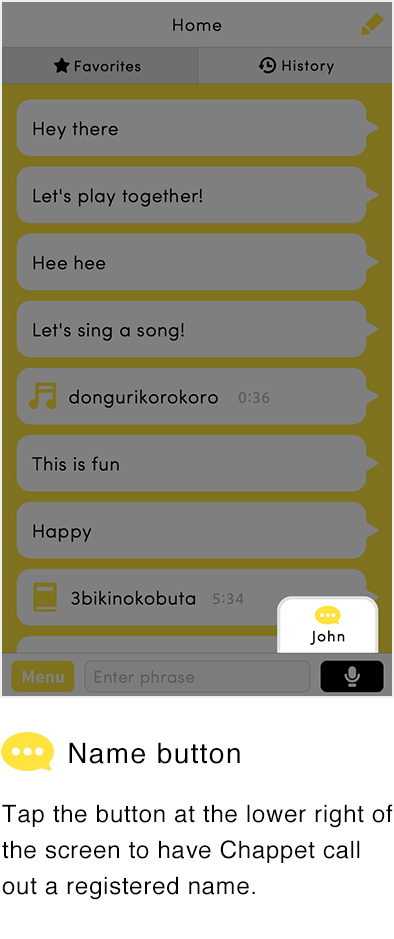 Home
Favorites
History
Hey there
Let's play together!
Hee hee
Let's sing a song!
dongurikorokoro 0:36
This is fun
Happy
3bikinokobuta 5:34
John
Menu
Enter phrase
Name button
Tap the button at the lower right of
the screen to have Chappet call
out a registered name.